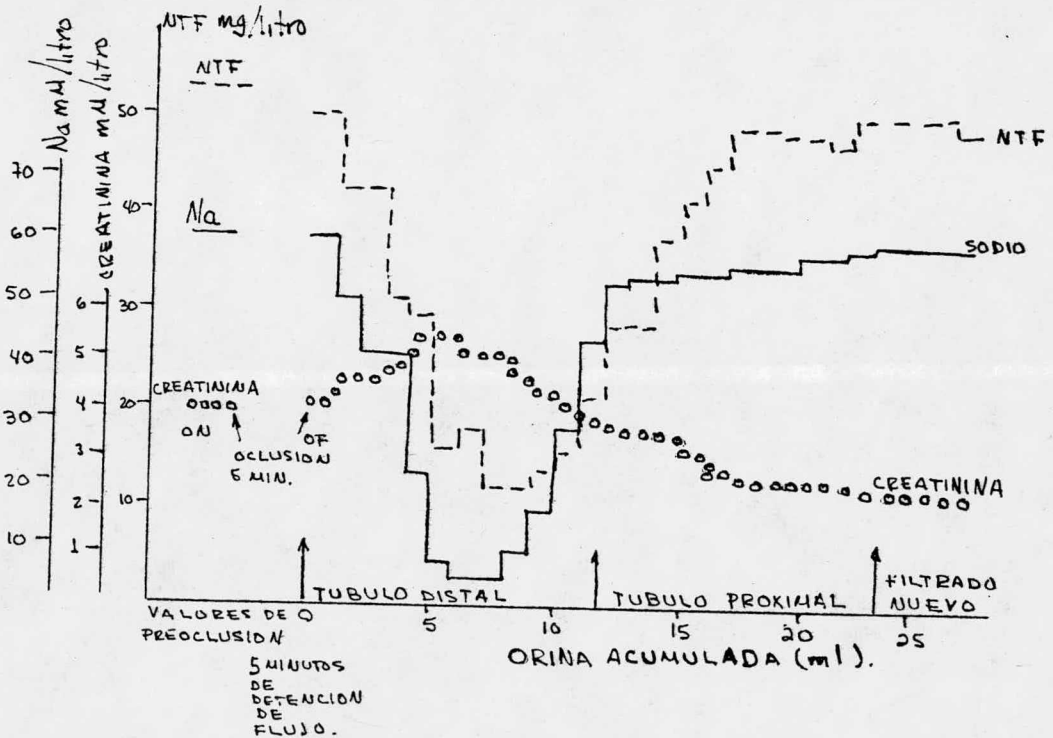 NTF mg/litro
Na mM/litro
CREATININA mM/litro
NTF
Na
50
40
30
20
10
70
60
50
40
30
20
10
6
5
4
3
2
1
CREATININA
ON
OF
OCLUSION
5 MIN.
NTF
SODIO
CREATININA
TUBULO DISTAL
TUBULO PROXIMAL
FILTRADO
NUEVO
VALORES DE
PREOCLUSION
0
5
10
15
20
25
ORINA ACUMULADA (ml).
5 MINUTOS
DE
DETENCION
DE
FLUJO.